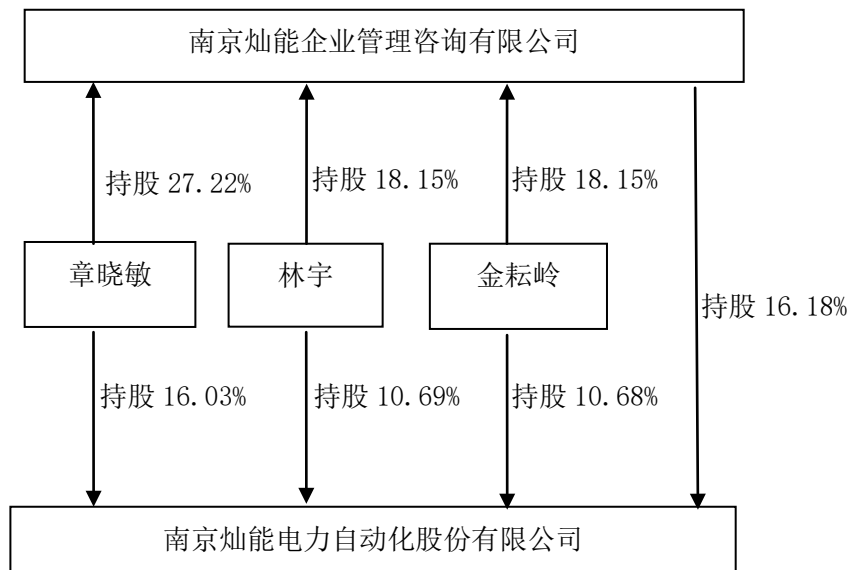 南京灿能企业管理咨询有限公司
持股 27.22%
持股 18.15%
持股 18.15%
章晓敏
林宇
金耘岭
持股 16.18%
持股 16.03%
持股 10.69%
持股 10.68%
南京灿能电力自动化股份有限公司